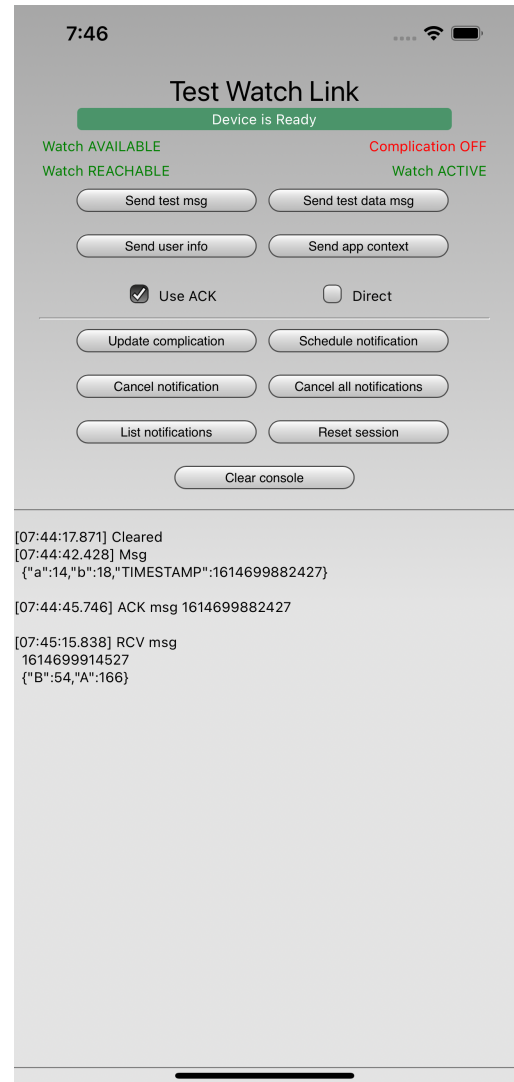 7:46
Test Watch Link
Device is Ready
Watch AVAILABLE Complication OFF
Watch REACHABLE Watch ACTIVE
Send test msg Send test data msg
Send user info Send app context
Use ACK Direct
Update complication Schedule notification
Cancel notification Cancel all notifications
List notifications Reset session
Clear console
[07:44:17.871] Cleared
[07:44:42.428] Msg
{"a":14,"b":18,"TIMESTAMP":1614699882427}
[07:44:45.746] ACK msg 1614699882427
[07:45:15.838] RCV msg
1614699914527
{"B":54,"A":166}